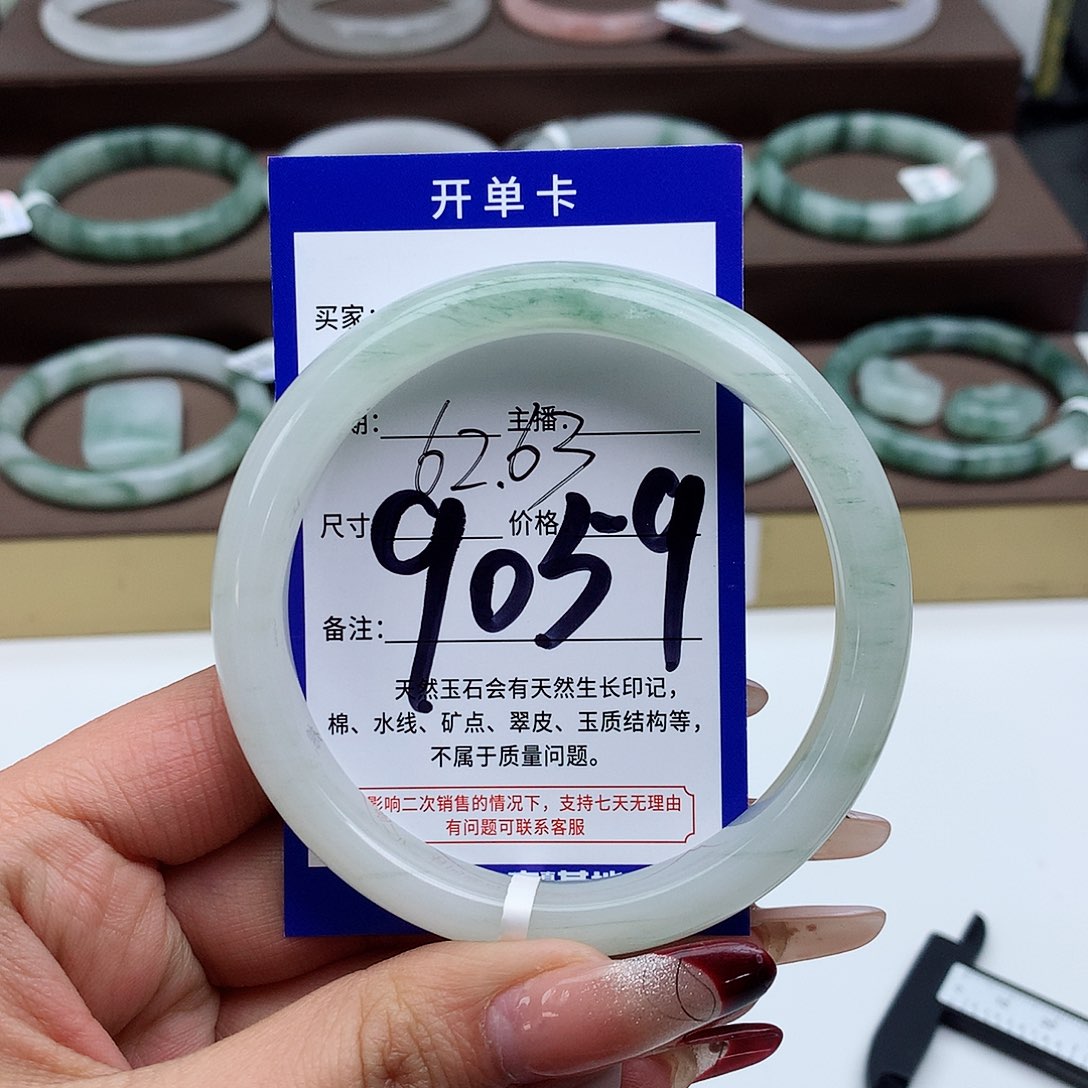 开单卡
买家:
期: 主播:
62.63
尺寸 价格
9059
备注:
天然玉石会有天然生长印记,
棉、水线、矿点、翠皮、玉质结构等,
不属于质量问题。
影响二次销售的情况下,支持七天无理由
有问题可联系客服